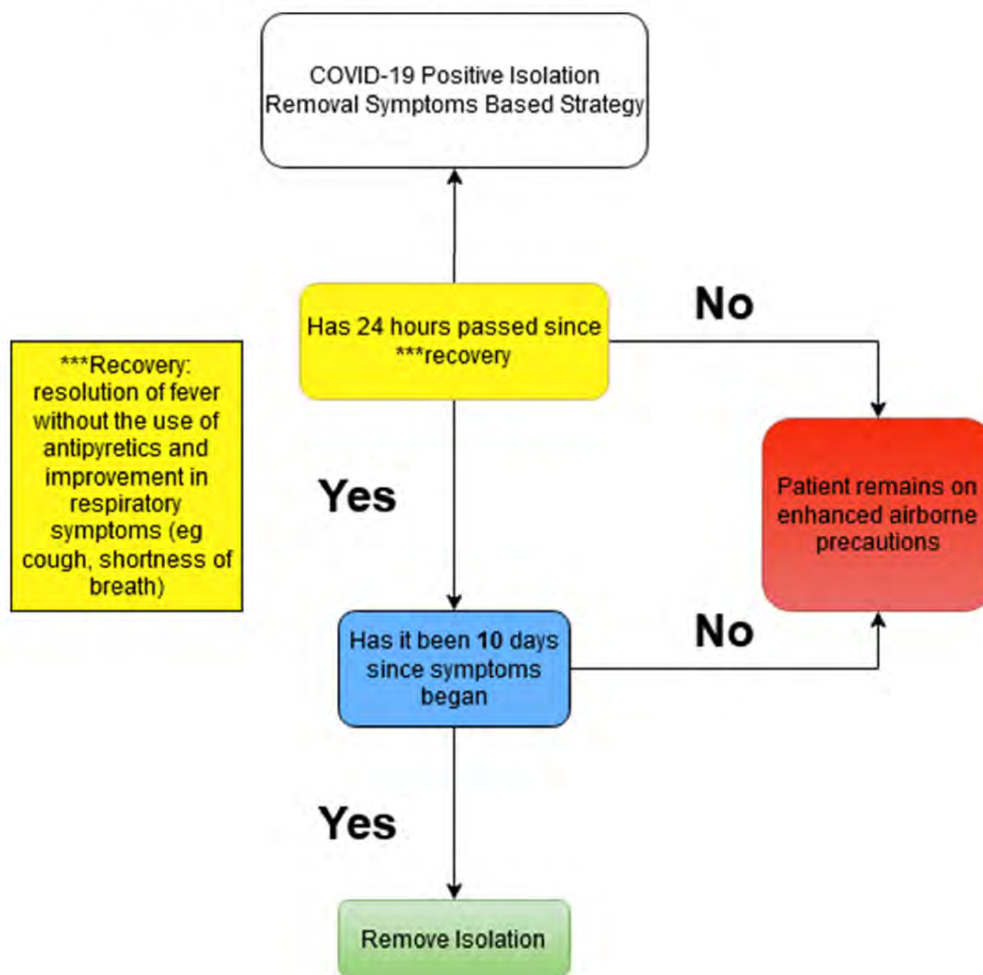 COVID-19 Positive Isolation
Removal Symptoms Based Strategy
Has 24 hours passed since
***recovery
No
***Recovery:
resolution of fever
without the use of
antipyretics and
improvement in
respiratory
symptoms (eg
cough, shortness of
breath)
Yes
Patient remains on
enhanced airborne
precautions
Has it been 10 days
since symptoms
began
No
Yes
Remove Isolation